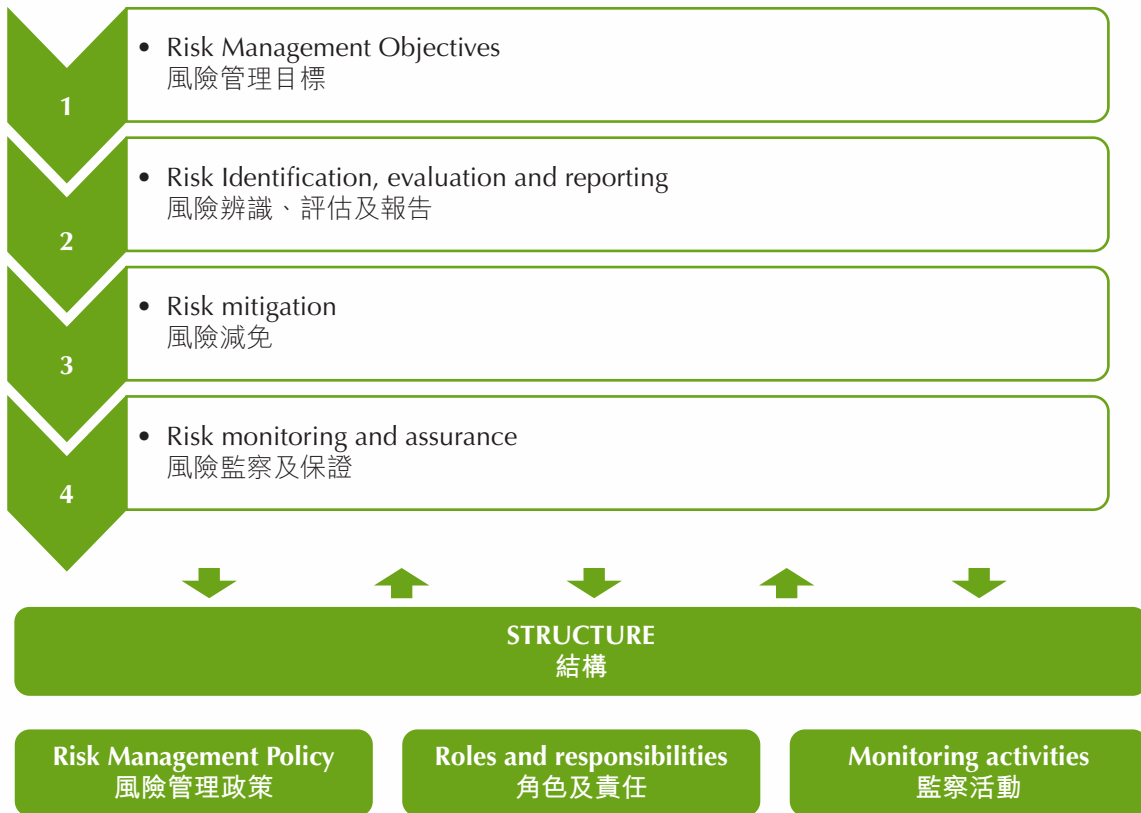 1
• Risk Management Objectives
風險管理目標
2
• Risk Identification, evaluation and reporting
風險辨識、評估及報告
3
• Risk mitigation
風險減免
4
• Risk monitoring and assurance
風險監察及保證
STRUCTURE
結構
Risk Management Policy
風險管理政策
Roles and responsibilities
角色及責任
Monitoring activities
監察活動